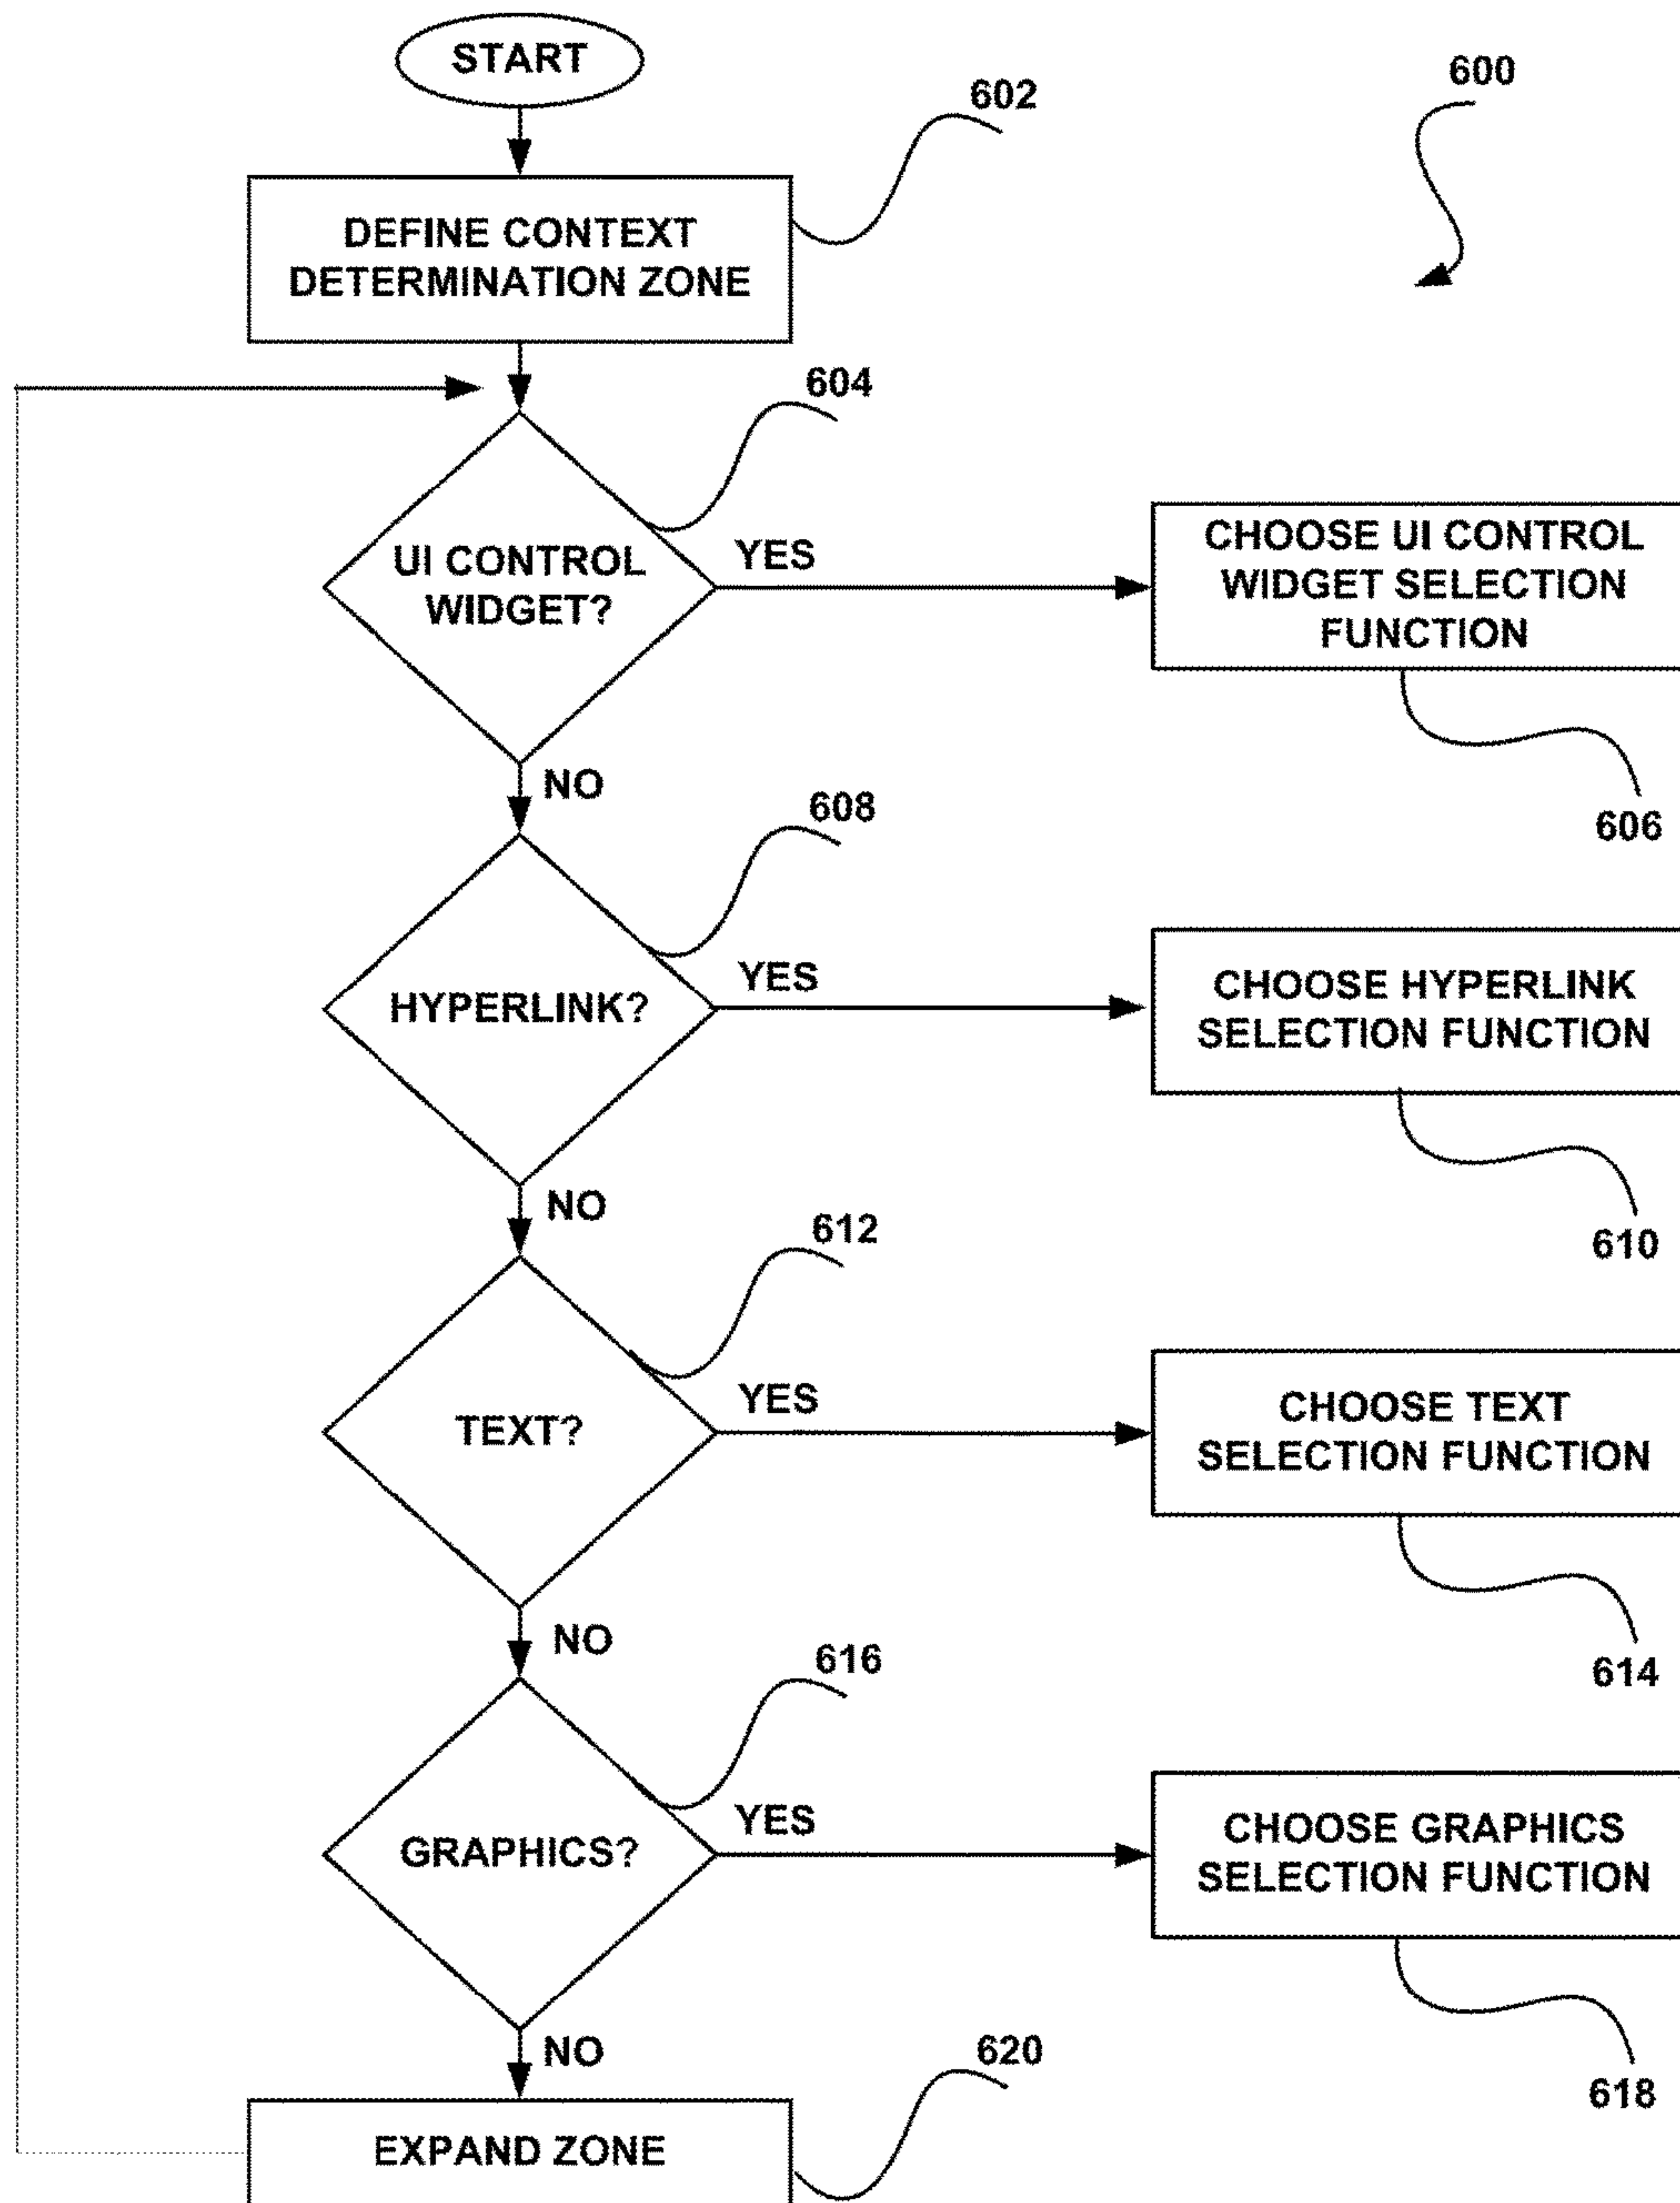 START
602
600
DEFINE CONTEXT
DETERMINATION ZONE
604
UI CONTROL
WIDGET?
YES
CHOOSE UI CONTROL
WIDGET SELECTION
FUNCTION
606
NO
608
HYPERLINK?
YES
CHOOSE HYPERLINK
SELECTION FUNCTION
610
NO
612
TEXT?
YES
CHOOSE TEXT
SELECTION FUNCTION
614
NO
616
GRAPHICS?
YES
CHOOSE GRAPHICS
SELECTION FUNCTION
618
NO
620
EXPAND ZONE